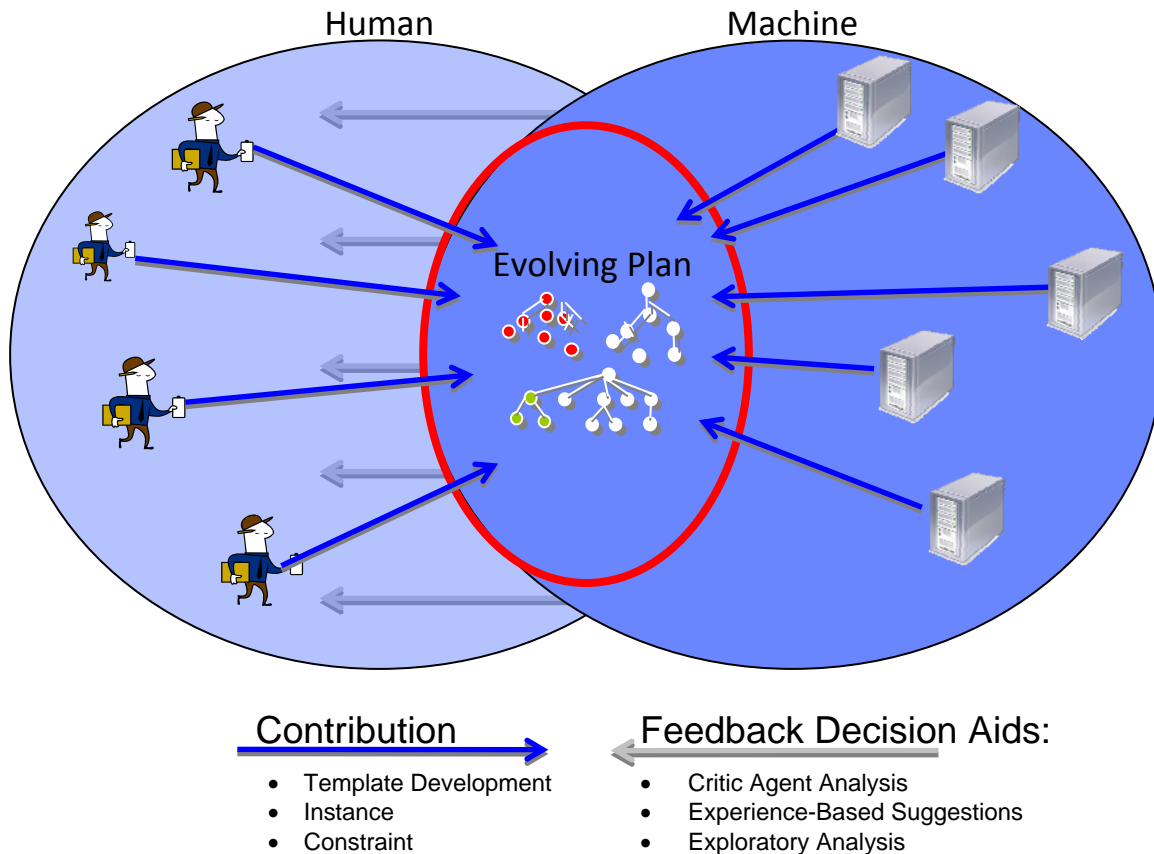 Human
Machine
Evolving Plan
Contribution
• Template Development
• Instance
• Constraint
Feedback Decision Aids:
• Critic Agent Analysis
• Experience-Based Suggestions
• Exploratory Analysis